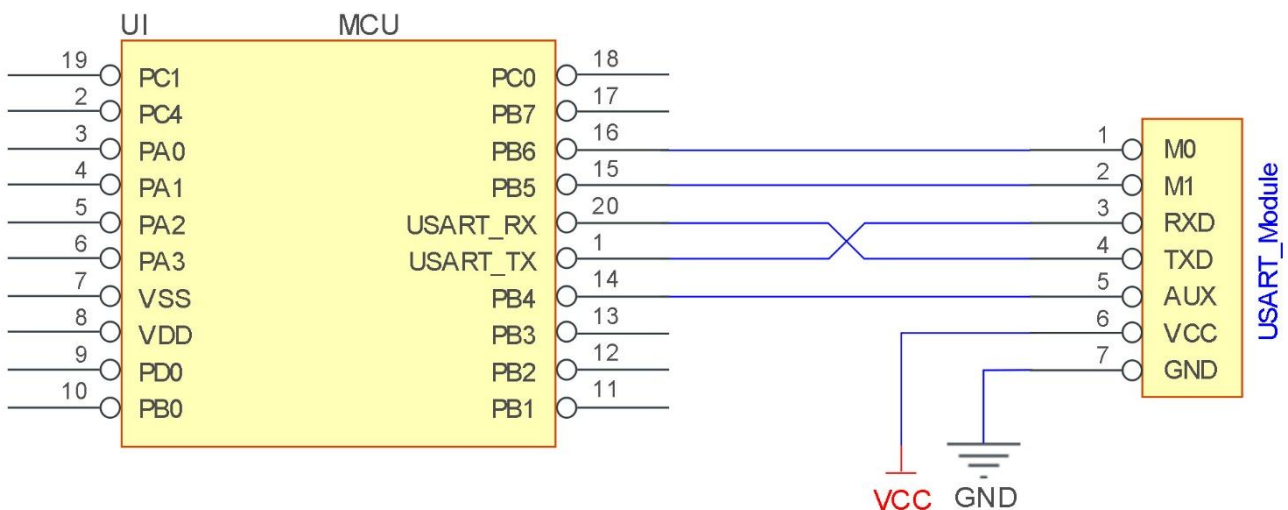 UI MCU
19 PC1 PC0 18
2 PC4 PB7 17
3 PA0 PB6 16 1 M0
4 PA1 PB5 15 2 M1
5 PA2 USART_RX 20 3 RXD
6 PA3 USART_TX 1 4 TXD
7 VSS PB4 14 5 AUX
8 VDD PB3 13 6 VCC
9 PD0 PB2 12 7 GND
10 PB0 PB1 11
USART_Module
VCC GND